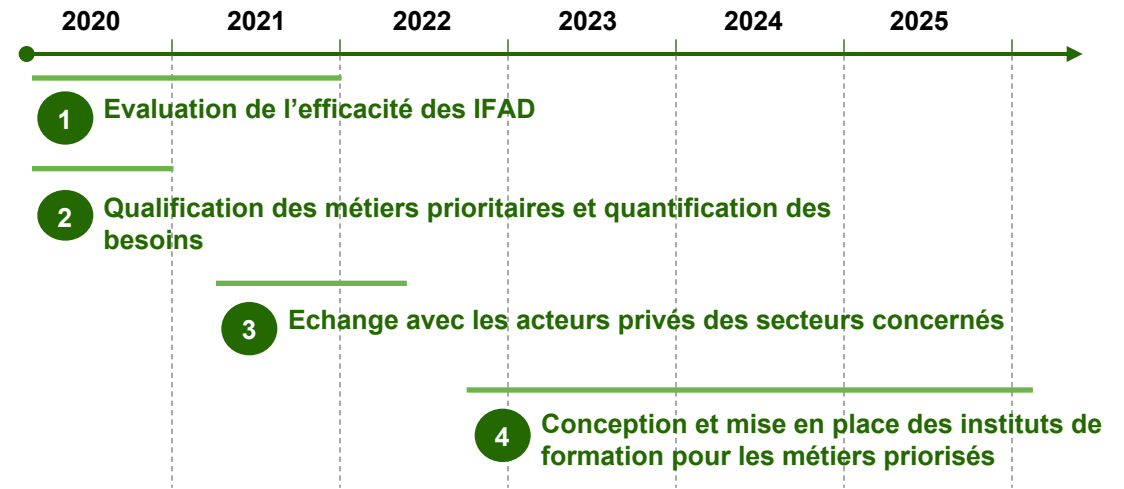 2020 2021 2022 2023 2024 2025
1 Evaluation de l’efficacité des IFAD
2 Qualification des métiers prioritaires et quantification des
besoins
3 Echange avec les acteurs privés des secteurs concernés
4 Conception et mise en place des instituts de
formation pour les métiers priorisés